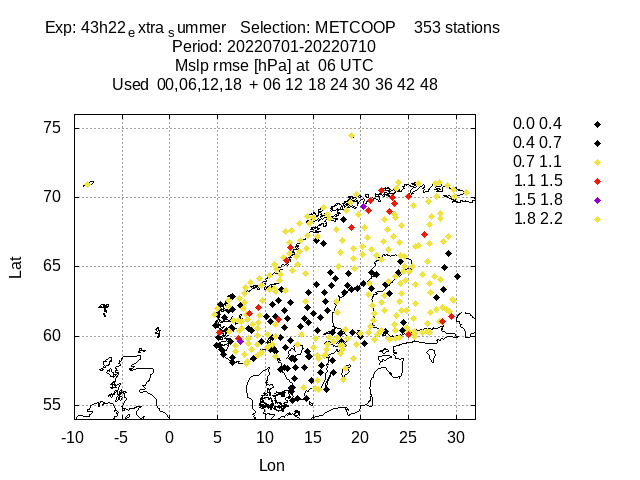 Exp: 43h22 e xtra s ummer   Selection: METCOOP    353 stations
Period: 20220701-20220710
Mslp rmse [hPa] at  06 UTC
Used  00,06,12,18  + 06 12 18 24 30 36 42 48
75
70
65
60
55
Lat
-10 -5 0 5 10 15 20 25 30
Lon
0.0 0.4
0.4 0.7
0.7 1.1
1.1 1.5
1.5 1.8
1.8 2.2